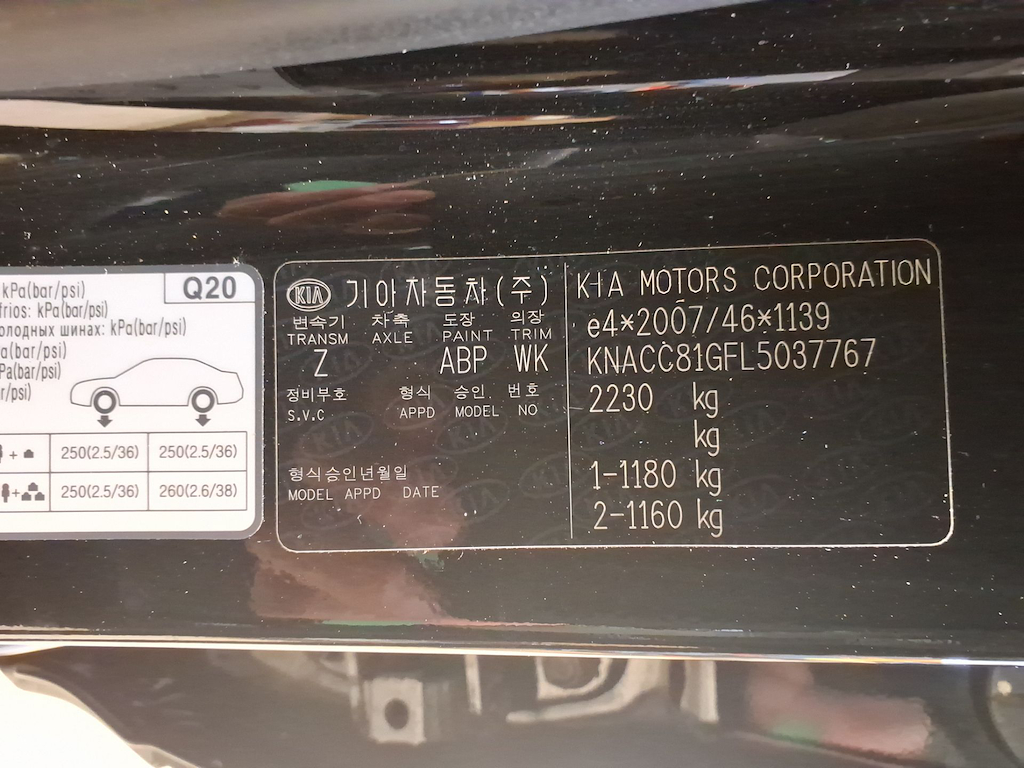 kPa(bar/psi)
Q20
frios: kPa(bar/psi)
олодных шинах: kPa(bar/psi)
a(bar/psi)
Pa(bar/psi)
r/psi)
+ 250(2.5/36) 250(2.5/36)
+ 250(2.5/36) 260(2.6/38)
KIA 기아자동차(주)
변속기 차축 도장 의장
TRANSM AXLE PAINT TRIM
Z ABP WK
정비부호 형식 승인 번호
S.V.C APPD MODEL NO
형식승인년월일
MODEL APPD DATE
KIA MOTORS CORPORATION
e4*2007/46*1139
KNACC81GFL5037767
2230 kg
kg
1-1180 kg
2-1160 kg